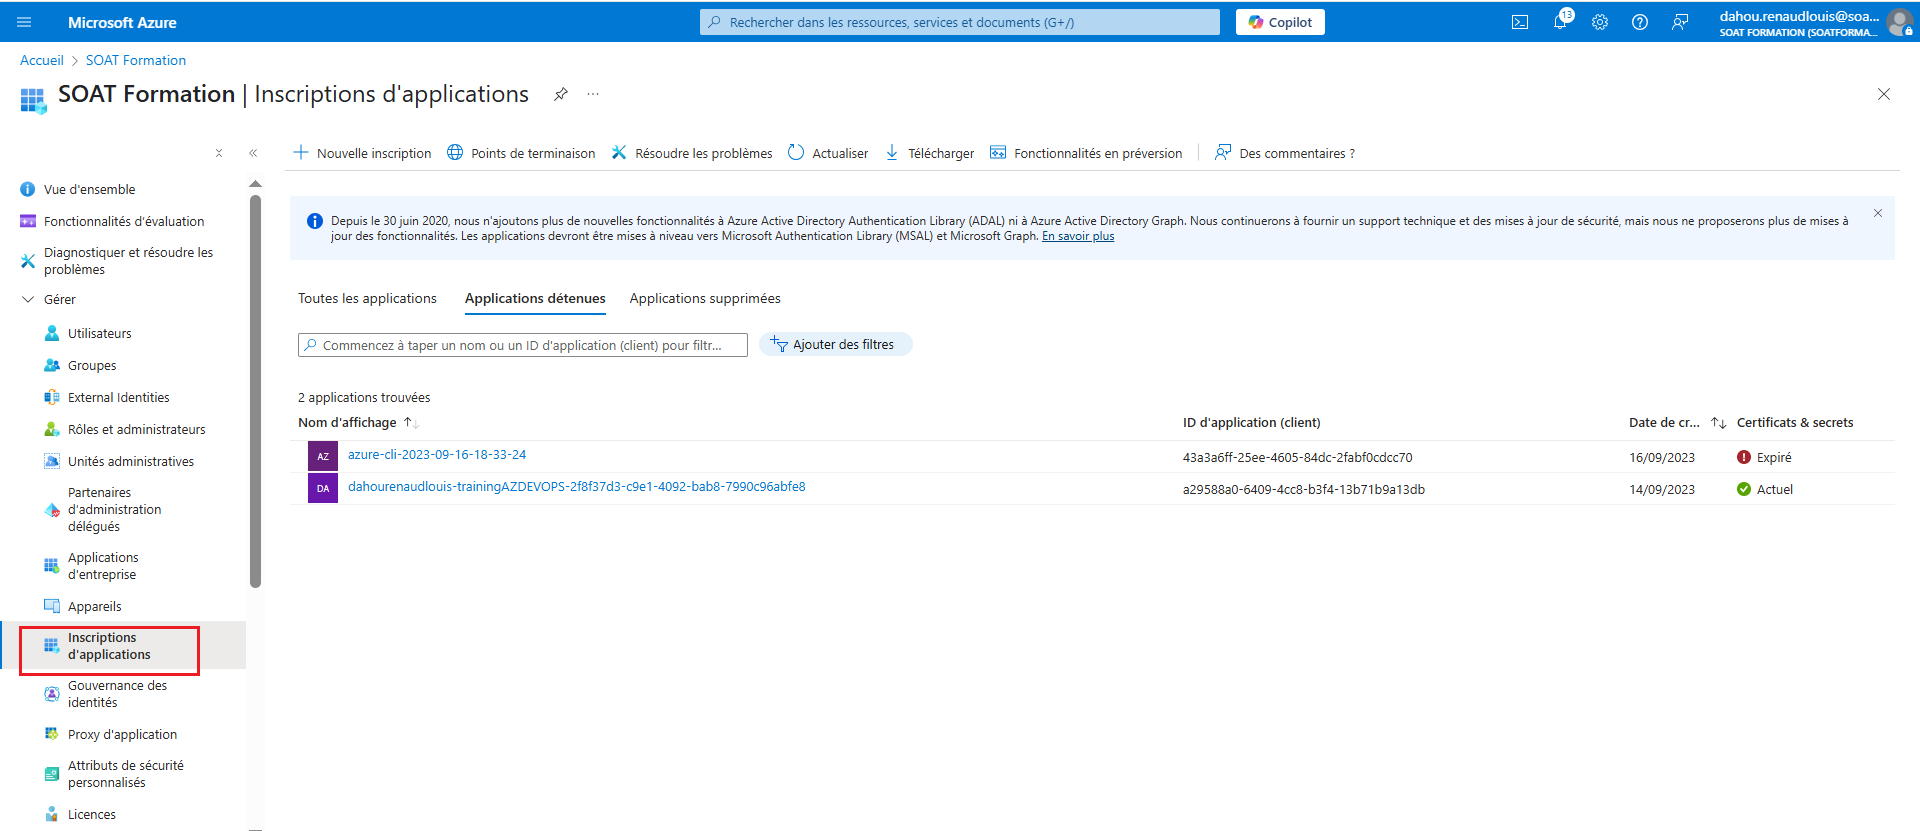 Microsoft Azure
Rechercher dans les ressources, services et documents (G+/)
Copilot
13
dahou.renaudlouis@soa...
SOAT FORMATION (SOATFORMA...
Accueil > SOAT Formation
SOAT Formation | Inscriptions d'applications
Nouvelle inscription
Points de terminaison
Résoudre les problèmes
Actualiser
Télécharger
Fonctionnalités en préversion
Des commentaires ?
Vue d'ensemble
Fonctionnalités d'évaluation
Diagnostiquer et résoudre les
problèmes
Gérer
Utilisateurs
Groupes
External Identities
Rôles et administrateurs
Unités administratives
Partenaires
d'administration
délégués
Applications
d'entreprise
Appareils
Inscriptions
d'applications
Gouvernance des
identités
Proxy d'application
Attributs de sécurité
personnalisés
Licences
Depuis le 30 juin 2020, nous n'ajoutons plus de nouvelles fonctionnalités à Azure Active Directory Authentication Library (ADAL) ni à Azure Active Directory Graph. Nous continuerons à fournir un support technique et des mises à jour de sécurité, mais nous ne proposerons plus de mises à
jour des fonctionnalités. Les applications devront être mises à niveau vers Microsoft Authentication Library (MSAL) et Microsoft Graph. En savoir plus
Toutes les applications
Applications détenues
Applications supprimées
Commencez à taper un nom ou un ID d'application (client) pour filtr...
Ajouter des filtres
2 applications trouvées
Nom d'affichage
ID d'application (client)
Date de cr...
Certificats & secrets
AZ azure-cli-2023-09-16-18-33-24 43a3a6ff-25ee-4605-84dc-2fabf0cdcc70 16/09/2023 Expiré
DA dahourenaudlouis-trainingAZDEVOPS-2f8f37d3-c9e1-4092-bab8-7990c96abfe8 a29588a0-6409-4cc8-b3f4-13b71b9a13db 14/09/2023 Actuel